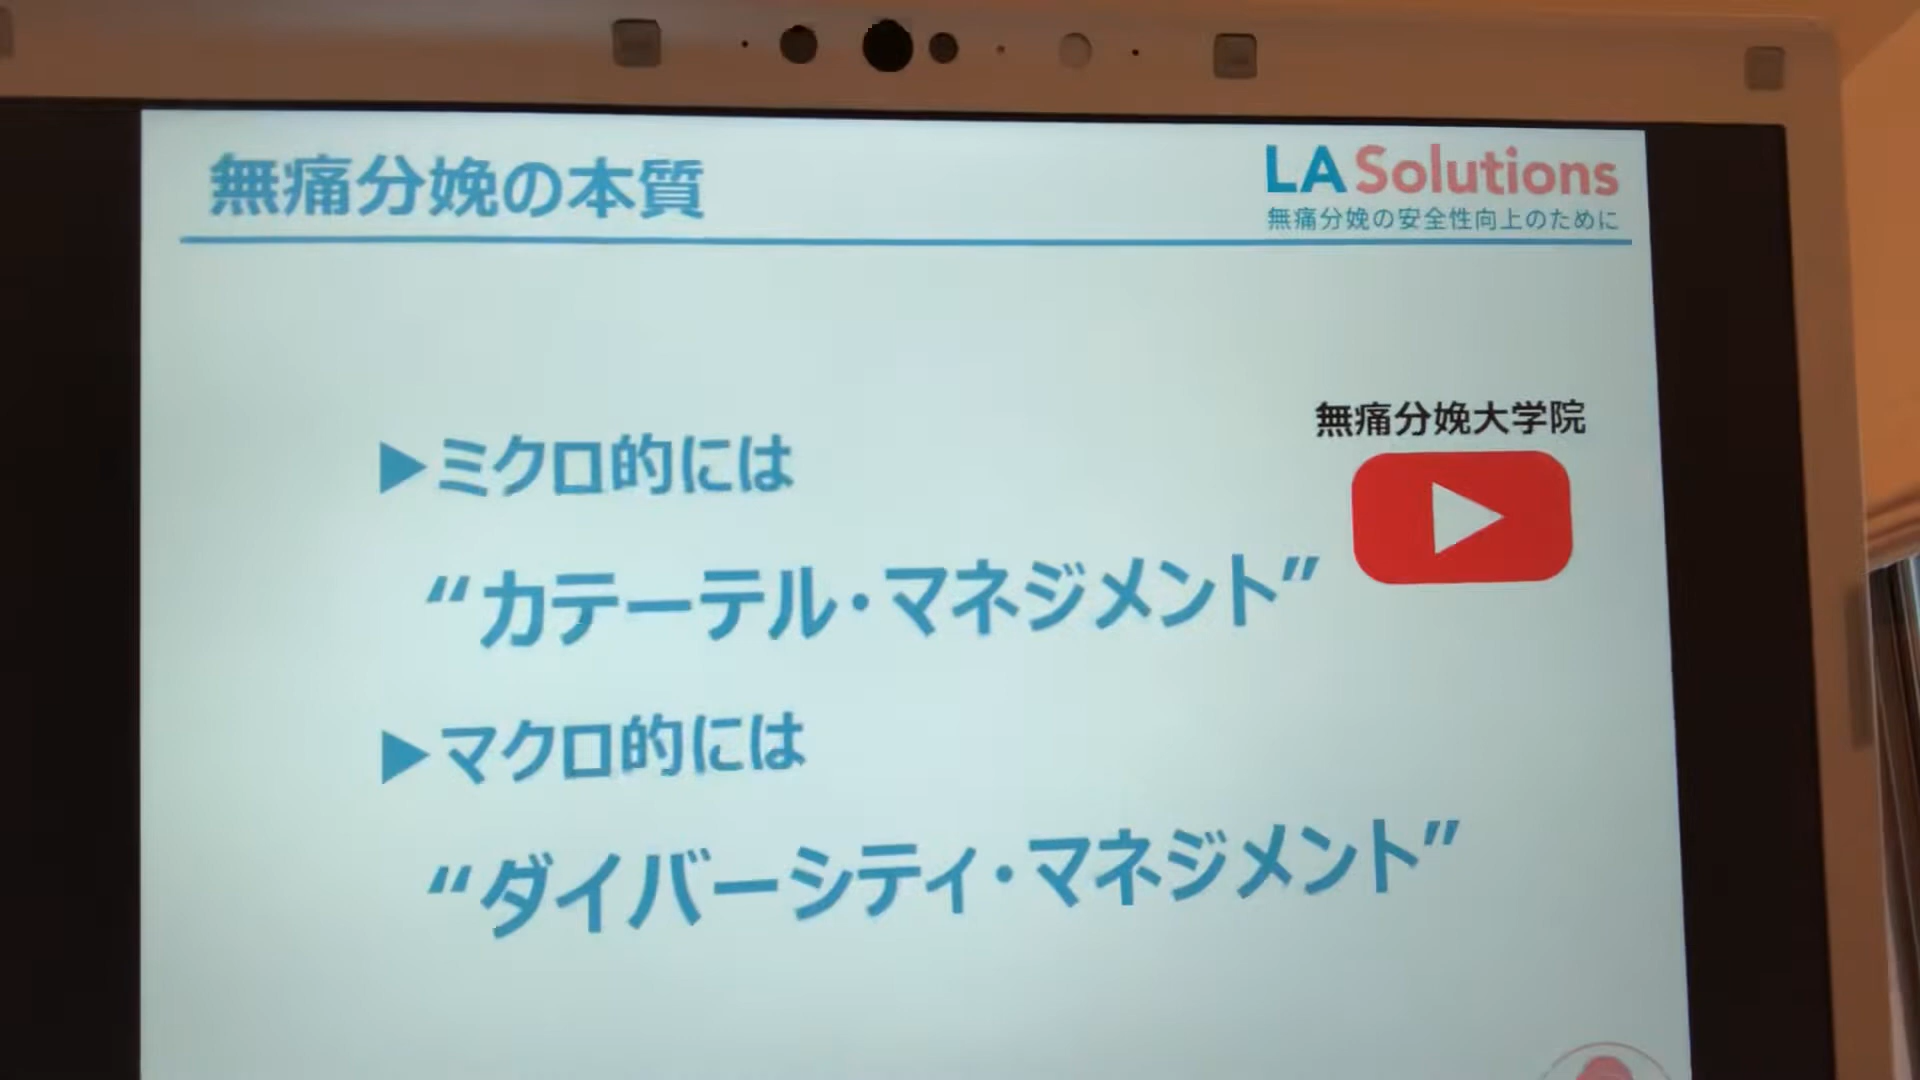 無痛分娩の本質
LA Solutions
無痛分娩の安全性向上のために
無痛分娩大学院
▶ミクロ的には
“カテーテル・マネジメント”
▶マクロ的には
“ダイバーシティ・マネジメント”